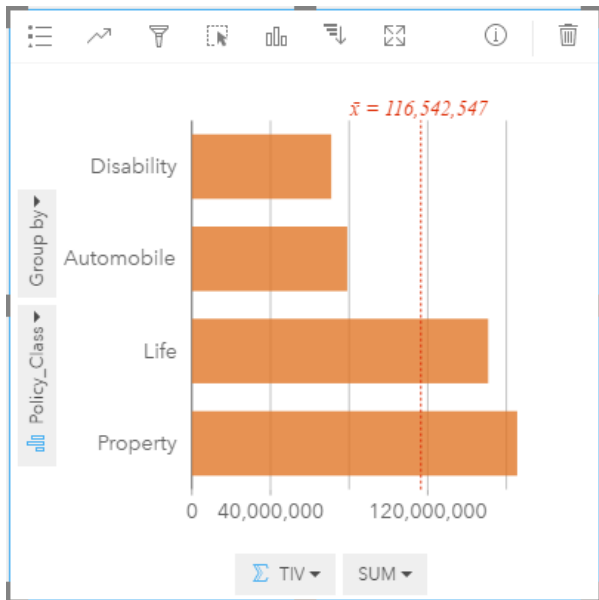 x̄ = 116,542,547
Disability
Automobile
Life
Property
Group by
Policy_Class
0 40,000,000 120,000,000
Σ TIV SUM